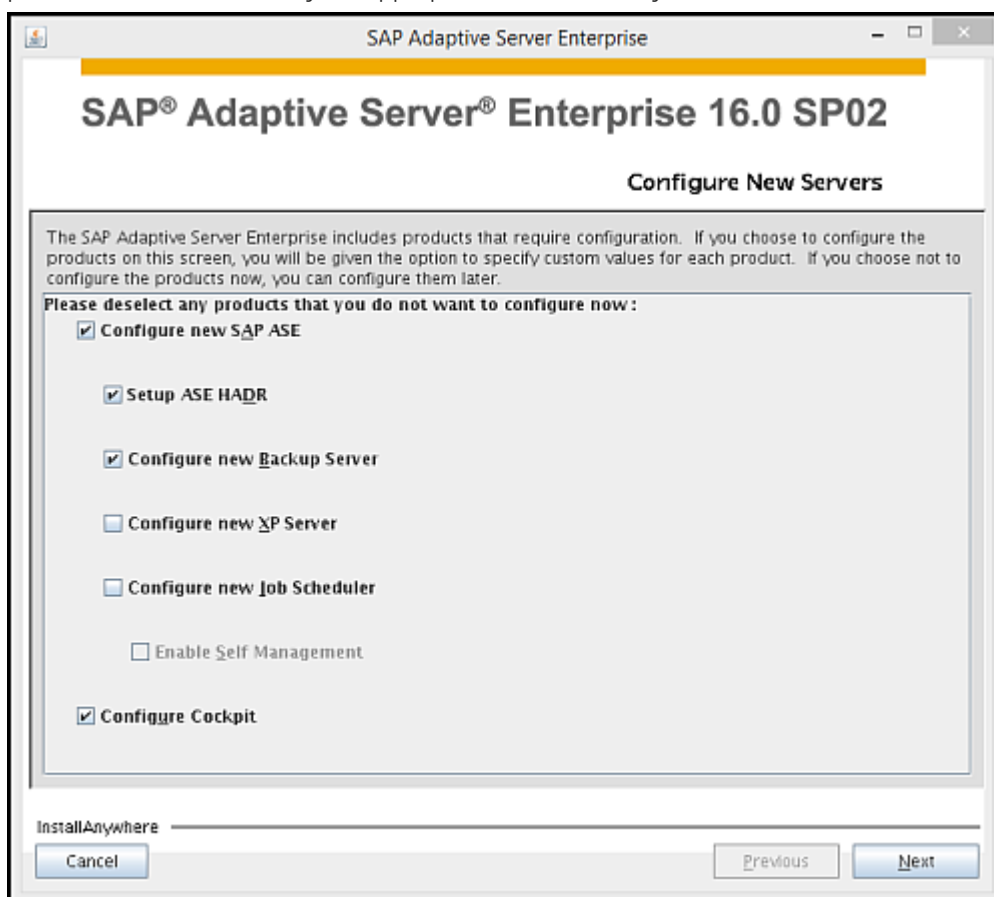 SAP Adaptive Server Enterprise
SAP® Adaptive Server® Enterprise 16.0 SP02
Configure New Servers
The SAP Adaptive Server Enterprise includes products that require configuration. If you choose to configure the
products on this screen, you will be given the option to specify custom values for each product. If you choose not to
configure the products now, you can configure them later.
Please deselect any products that you do not want to configure now :
Configure new SAP ASE
Setup ASE HADR
Configure new Backup Server
Configure new XP Server
Configure new Job Scheduler
Enable Self Management
Configure Cockpit
InstallAnywhere
Cancel
Previous
Next